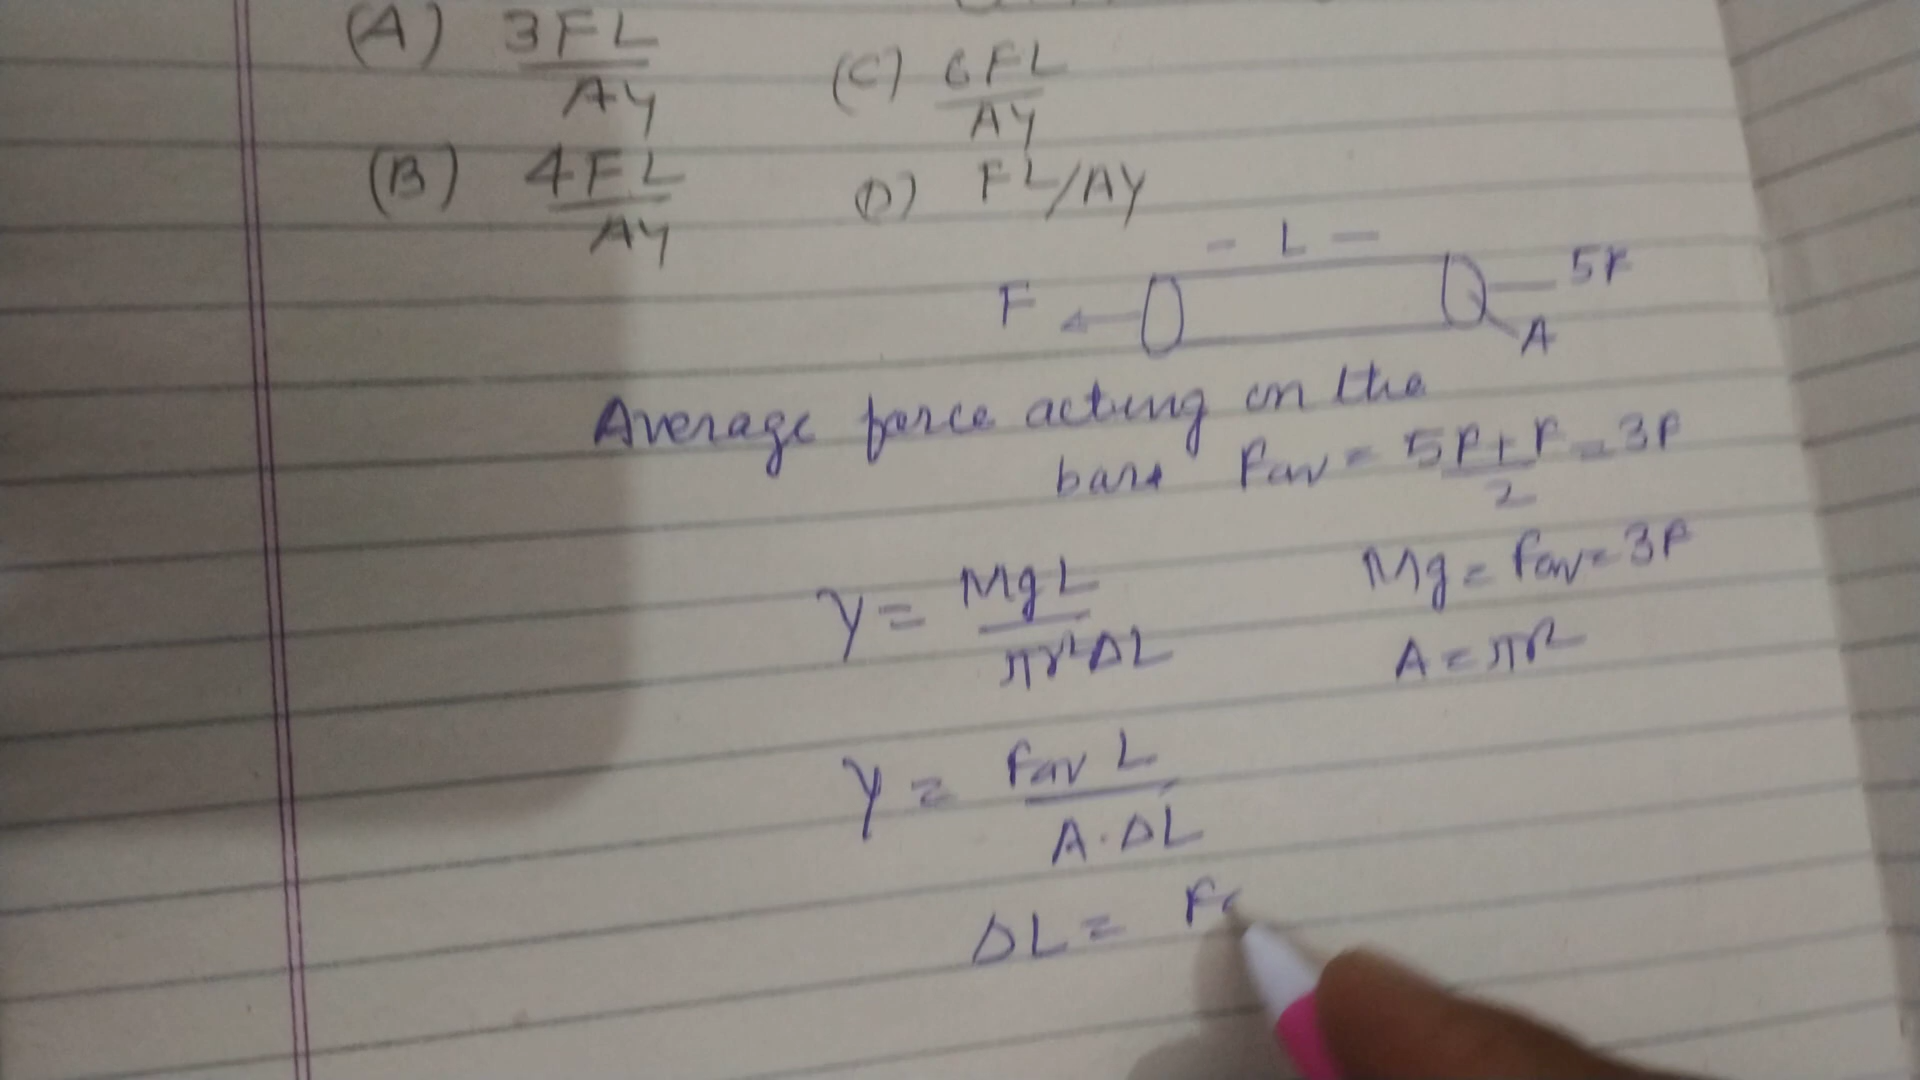 (A) 3FL/AY
(C) 6FL/AY
(B) 4FL/AY
D) FL/AY
- L -
F
5F
A
Average force acting on the
bars Fav = 5F+F/2 = 3F
Y = MgL/πr²ΔL
Mg = Fav = 3F
A = πr²
Y = Fav L/A·ΔL
ΔL =